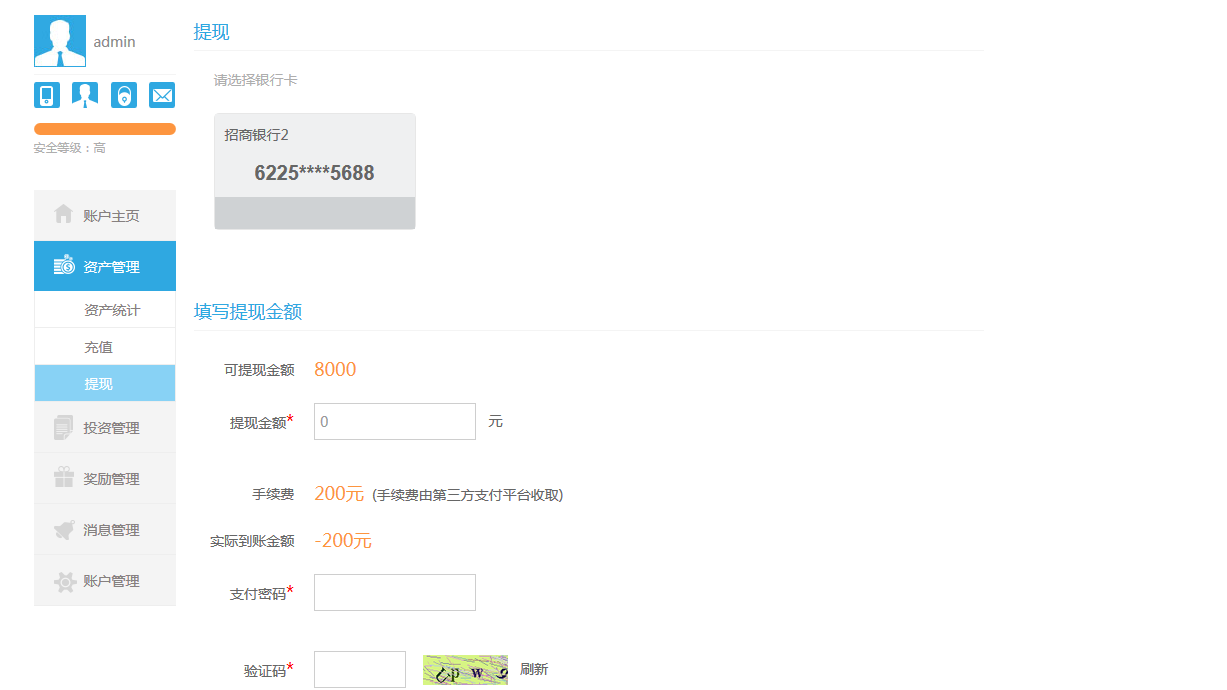 admin
安全等级：高
账户主页
资产管理
资产统计
充值
提现
投资管理
奖励管理
消息管理
账户管理
提现
请选择银行卡
招商银行2
6225****5688
填写提现金额
可提现金额 8000
提现金额* 0 元
手续费 200元 (手续费由第三方支付平台收取)
实际到账金额 -200元
支付密码*
验证码* 刷新